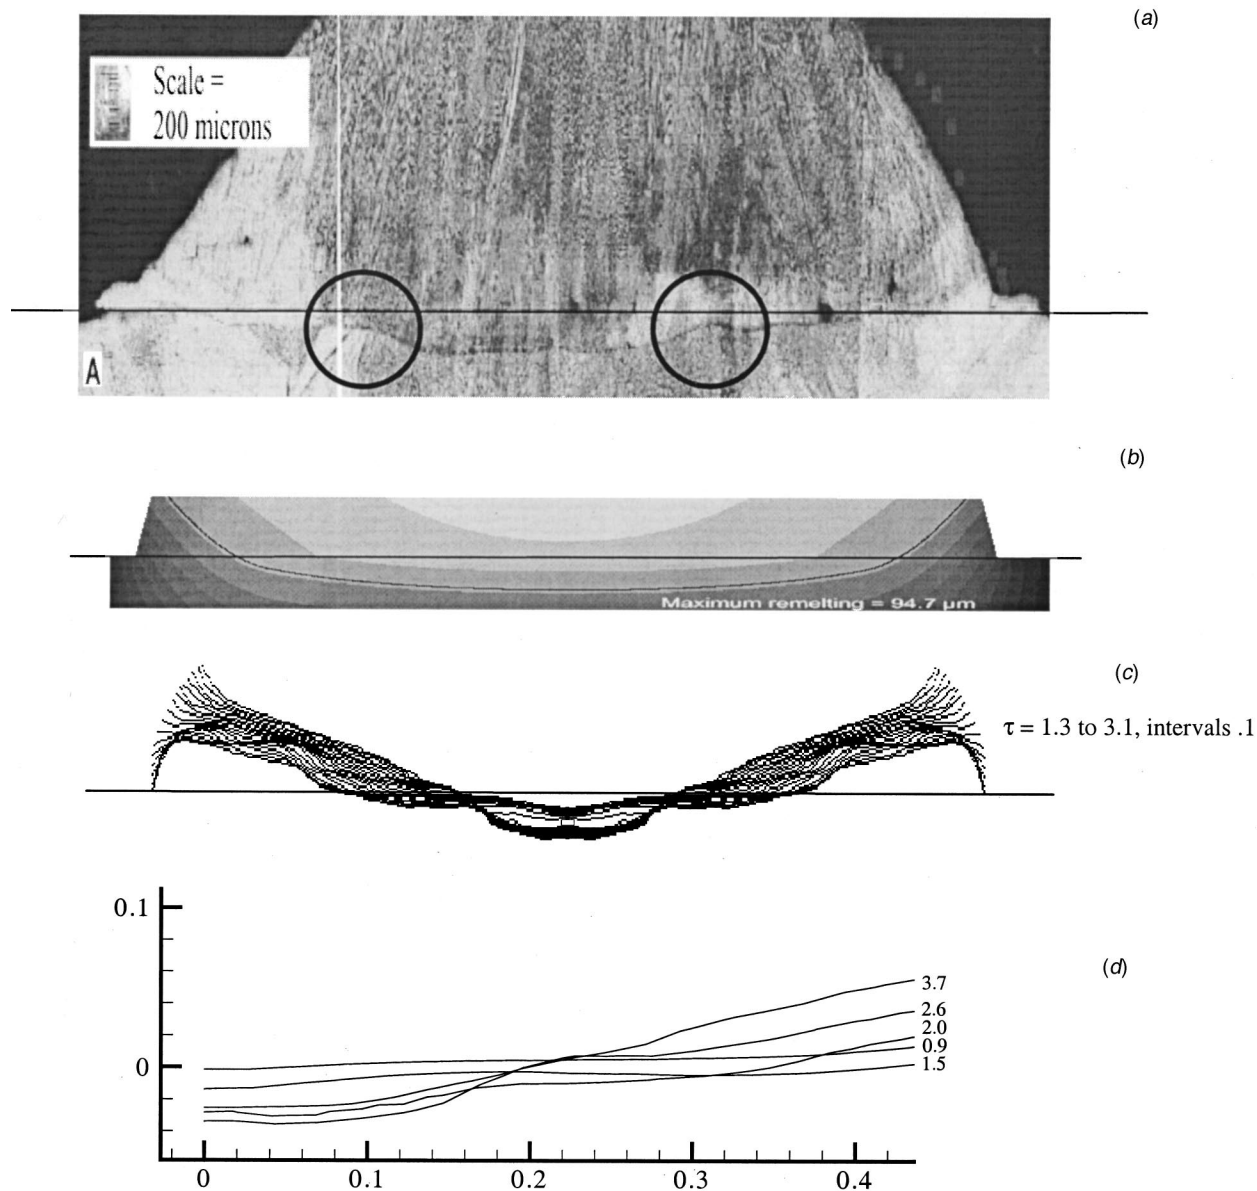 (a)
Scale =
200 microns
A
(b)
Maximum remelting = 94.7 μm
(c)
τ = 1.3 to 3.1, intervals .1
(d)
0.1
0
3.7
2.6
2.0
0.9
1.5
0 0.1 0.2 0.3 0.4